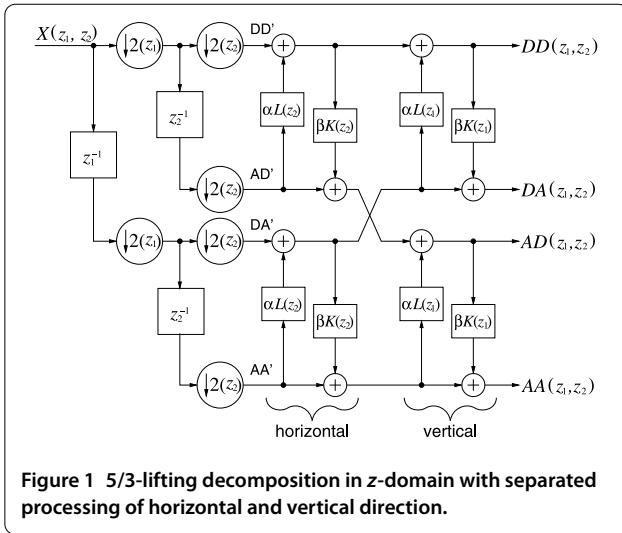 X(z₁, z₂)
↓2(z₁)
↓2(z₂)
DD'
DD(z₁,z₂)
αL(z₂)
βK(z₂)
αL(z₁)
βK(z₁)
z₂⁻¹
z₁⁻¹
↓2(z₂)
AD'
DA(z₁,z₂)
↓2(z₁)
↓2(z₂)
DA'
AD(z₁,z₂)
αL(z₂)
βK(z₂)
αL(z₁)
βK(z₁)
z₂⁻¹
↓2(z₂)
AA'
AA(z₁,z₂)
horizontal
vertical
Figure 1 5/3-lifting decomposition in z-domain with separated
processing of horizontal and vertical direction.